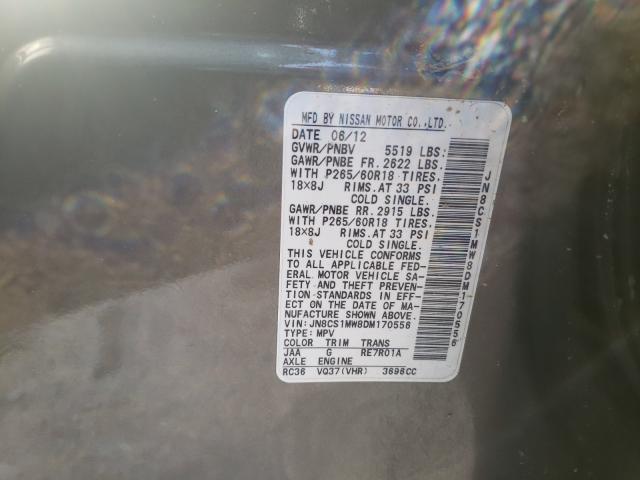 MFD BY NISSAN MOTOR CO.,LTD.
DATE 06/12
GVWR/PNBV 5519 LBS:
GAWR/PNBE FR. 2622 LBS.
WITH P265/60R18 TIRES.
18X8J RIMS.AT 33 PSI
COLD SINGLE.
GAWR/PNBE RR. 2915 LBS.
WITH P265/60R18 TIRES.
18X8J RIMS.AT 33 PSI
COLD SINGLE.
THIS VEHICLE CONFORMS
TO ALL APPLICABLE FED-
ERAL MOTOR VEHICLE SA-
FETY AND THEFT PREVEN-
TION STANDARDS IN EFF-
ECT ON THE DATE OF MA-
NUFACTURE SHOWN ABOVE.
VIN: JN8CS1MW8DM170556
TYPE: MPV
COLOR TRIM TRANS
JAA G RE7R01A
AXLE ENGINE
RC36 VQ37(VHR) 3696CC
JN8CS1MW8DM170556